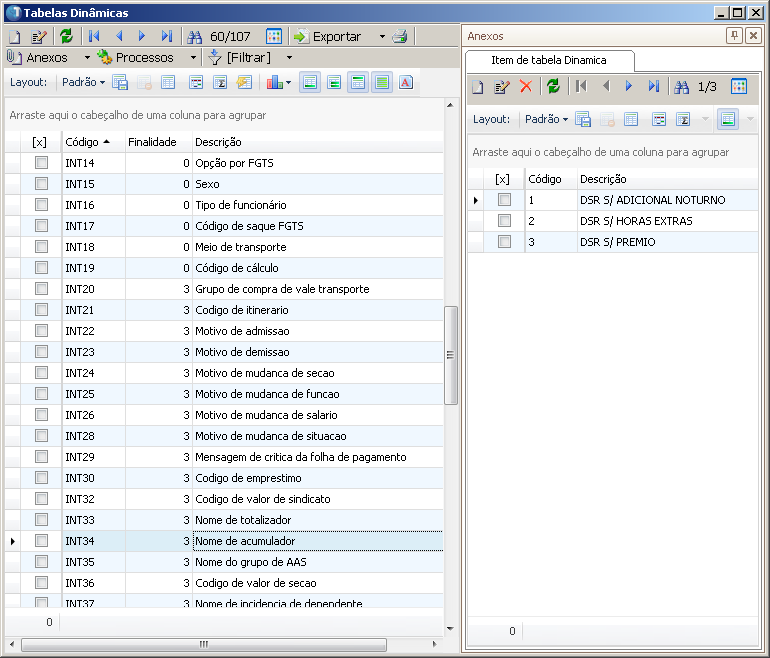 Tabelas Dinâmicas
60/107
Exportar
Anexos
Processos
[Filtrar]
Layout:
Padrão
Arraste aqui o cabeçalho de uma coluna para agrupar
[x] Código Finalidade Descrição
INT14 0 Opção por FGTS
INT15 0 Sexo
INT16 0 Tipo de funcionário
INT17 0 Código de saque FGTS
INT18 0 Meio de transporte
INT19 0 Código de cálculo
INT20 3 Grupo de compra de vale transporte
INT21 3 Codigo de itinerario
INT22 3 Motivo de admissao
INT23 3 Motivo de demissao
INT24 3 Motivo de mudanca de secao
INT25 3 Motivo de mudanca de funcao
INT26 3 Motivo de mudanca de salario
INT28 3 Motivo de mudanca de situacao
INT29 3 Mensagem de critica da folha de pagamento
INT30 3 Codigo de emprestimo
INT32 3 Codigo de valor de sindicato
INT33 3 Nome de totalizador
INT34 3 Nome de acumulador
INT35 3 Nome do grupo de AAS
INT36 3 Codigo de valor de secao
INT37 3 Nome de incidencia de dependente
0
Anexos
Item de tabela Dinamica
1/3
Layout:
Padrão
Arraste aqui o cabeçalho de uma coluna para agrupar
[x] Código Descrição
1 DSR S/ ADICIONAL NOTURNO
2 DSR S/ HORAS EXTRAS
3 DSR S/ PREMIO
0